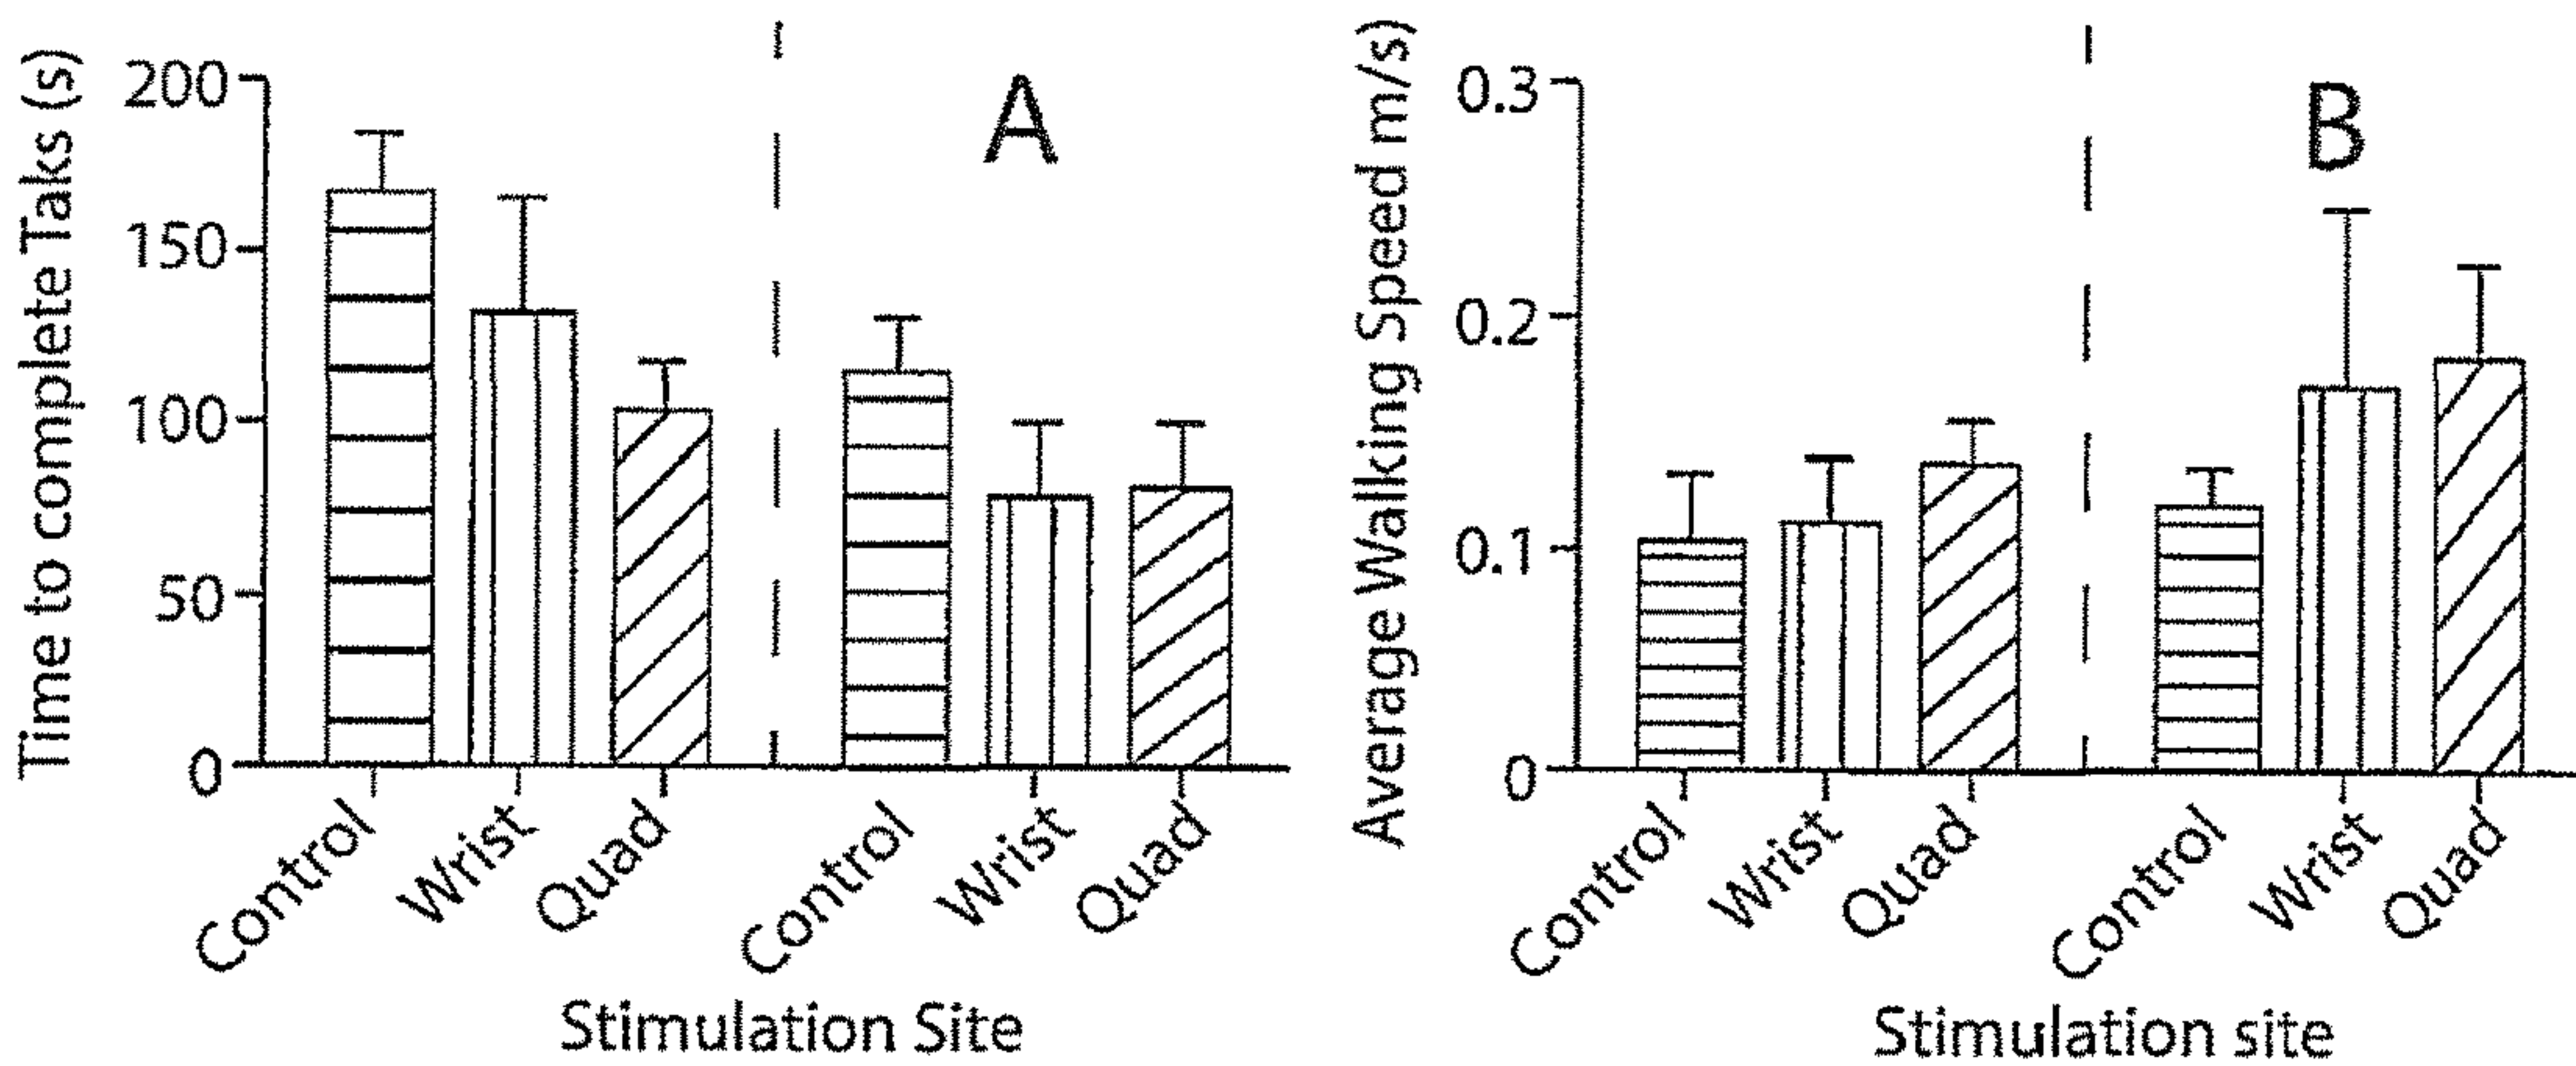 Time to complete Taks (s)
200
150
100
50
0
A
Control
Wrist
Quad
Control
Wrist
Quad
Stimulation Site
Average Walking Speed m/s)
0.3
0.2
0.1
0
B
Control
Wrist
Quad
Control
Wrist
Quad
Stimulation site